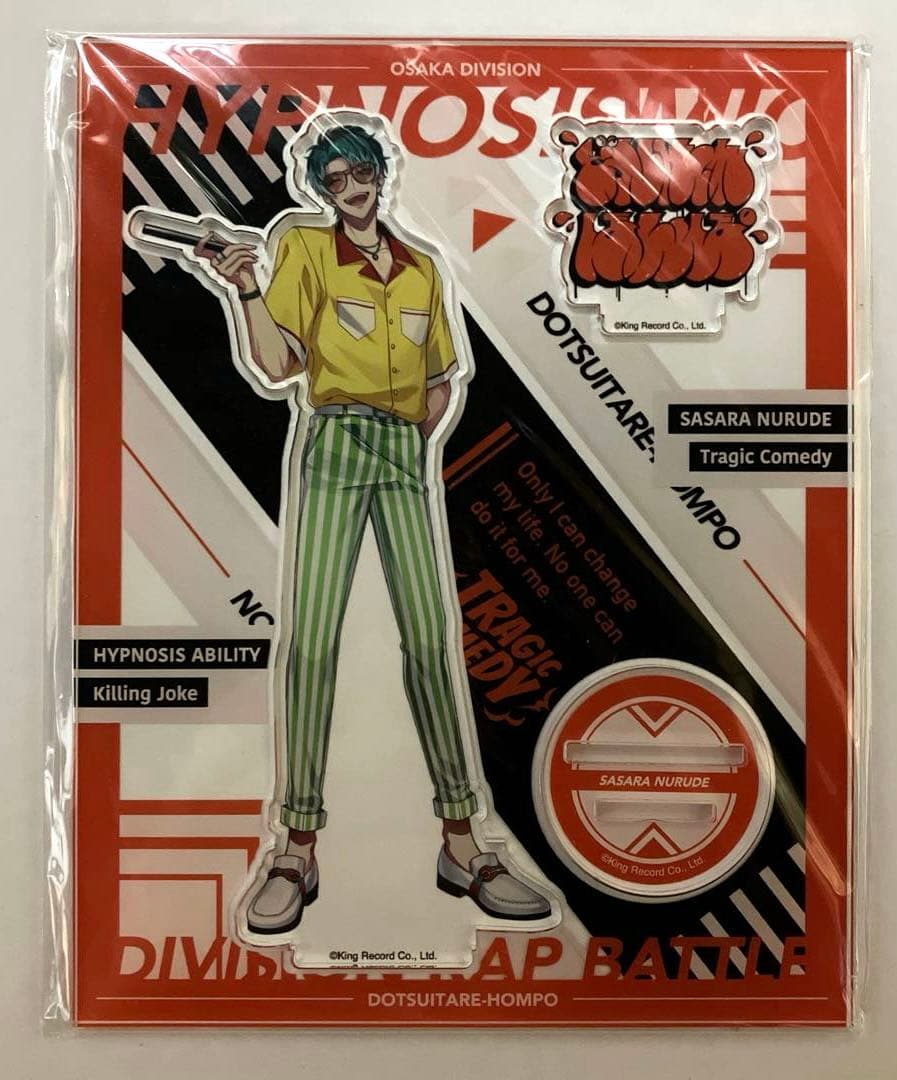 OSAKA DIVISION
HYPNOSIS MIC
©King Record Co., Ltd.
DOTSUITARE-
HOMPO
SASARA NURUDE
Tragic Comedy
Only I can change
my life. No one can
do it for me.
TRAGIC
HYPNOSIS ABILITY
Killing Joke
SASARA NURUDE
©King Record Co., Ltd.
©King Record Co., Ltd.
RAP BATTLE
DOTSUITARE-HOMPO